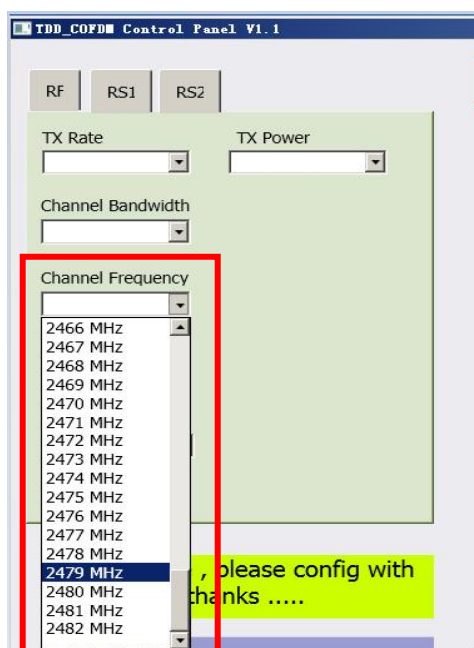 TDD_COFDM Control Panel V1.1
RF RS1 RS2
TX Rate TX Power
Channel Bandwidth
Channel Frequency
2466 MHz
2467 MHz
2468 MHz
2469 MHz
2470 MHz
2471 MHz
2472 MHz
2473 MHz
2474 MHz
2475 MHz
2476 MHz
2477 MHz
2478 MHz
2479 MHz
, please config with
2480 MHz
thanks .....
2481 MHz
2482 MHz